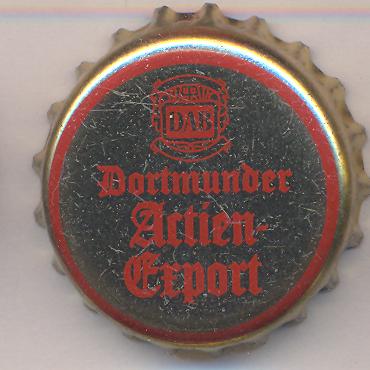 DAB
Dortmunder
Actien-
Export